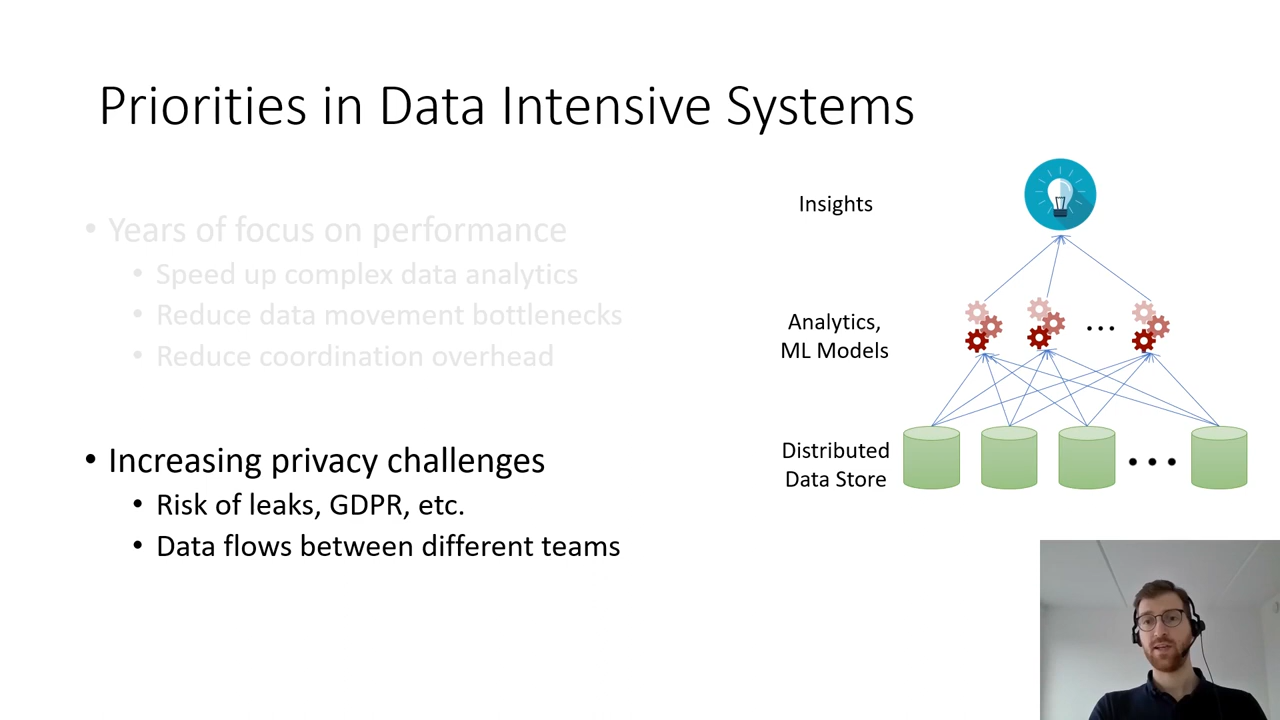 Priorities in Data Intensive Systems
• Years of focus on performance
• Speed up complex data analytics
• Reduce data movement bottlenecks
• Reduce coordination overhead
• Increasing privacy challenges
• Risk of leaks, GDPR, etc.
• Data flows between different teams
Insights
Analytics,
ML Models
Distributed
Data Store